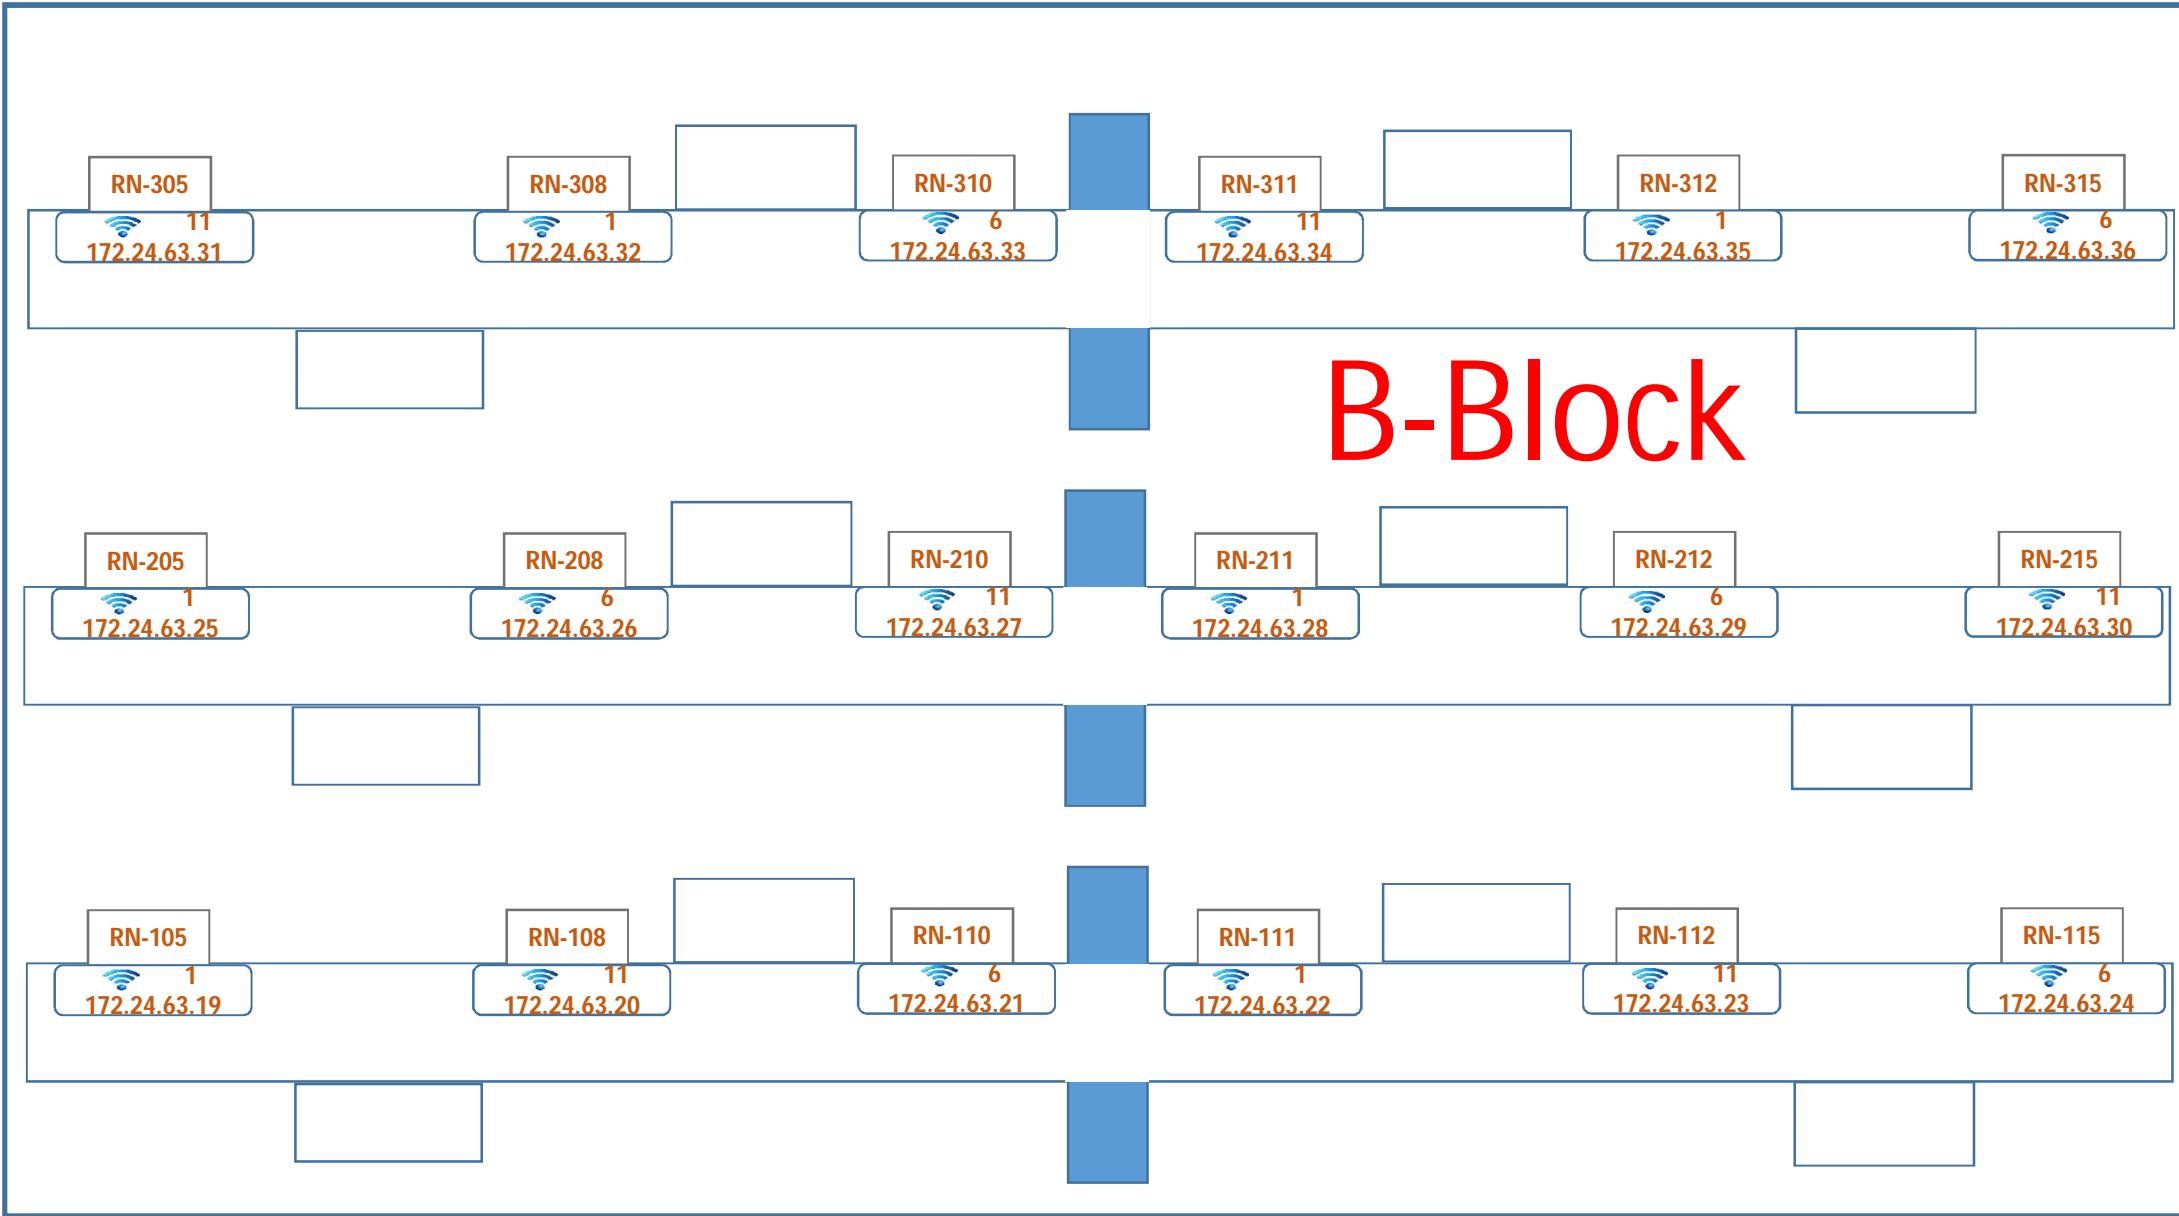 RN-305 RN-308 RN-310 RN-311 RN-312 RN-315
11 1 6 11 1 6
172.24.63.31 172.24.63.32 172.24.63.33 172.24.63.34 172.24.63.35 172.24.63.36
B-Block
RN-205 RN-208 RN-210 RN-211 RN-212 RN-215
1 6 11 1 6 11
172.24.63.25 172.24.63.26 172.24.63.27 172.24.63.28 172.24.63.29 172.24.63.30
RN-105 RN-108 RN-110 RN-111 RN-112 RN-115
1 11 6 1 11 6
172.24.63.19 172.24.63.20 172.24.63.21 172.24.63.22 172.24.63.23 172.24.63.24